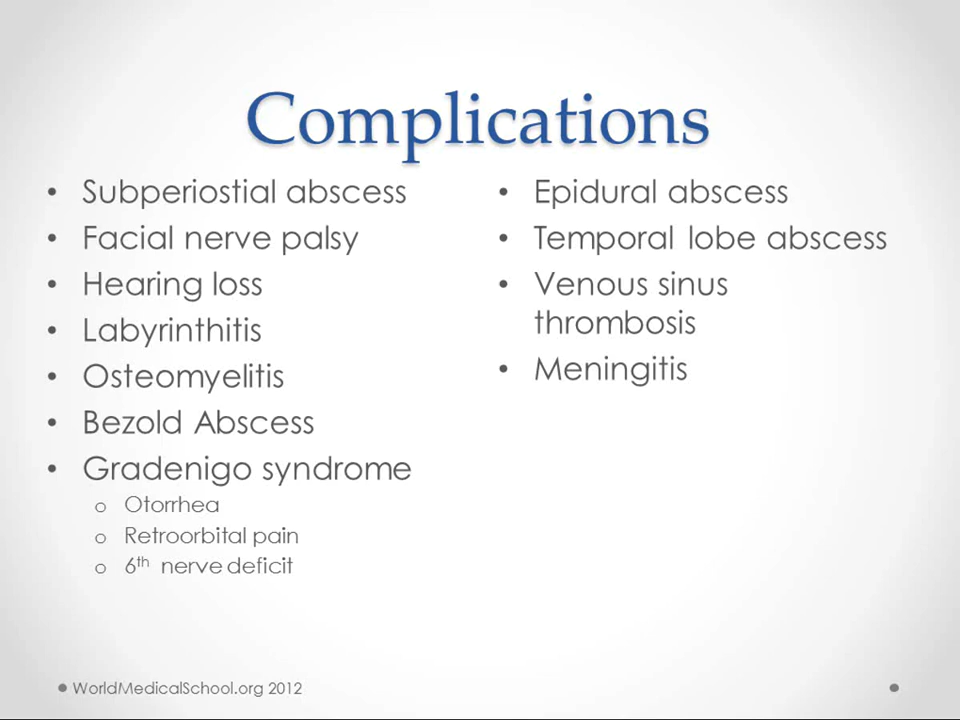 Complications
• Subperiostial abscess
• Facial nerve palsy
• Hearing loss
• Labyrinthitis
• Osteomyelitis
• Bezold Abscess
• Gradenigo syndrome
o Otorrhea
o Retroorbital pain
o 6th nerve deficit
• Epidural abscess
• Temporal lobe abscess
• Venous sinus
thrombosis
• Meningitis
WorldMedicalSchool.org 2012